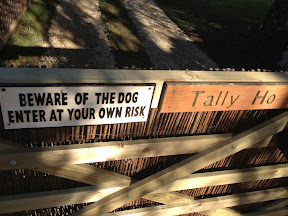 BEWARE OF THE DOG
ENTER AT YOUR OWN RISK
Tally Ho